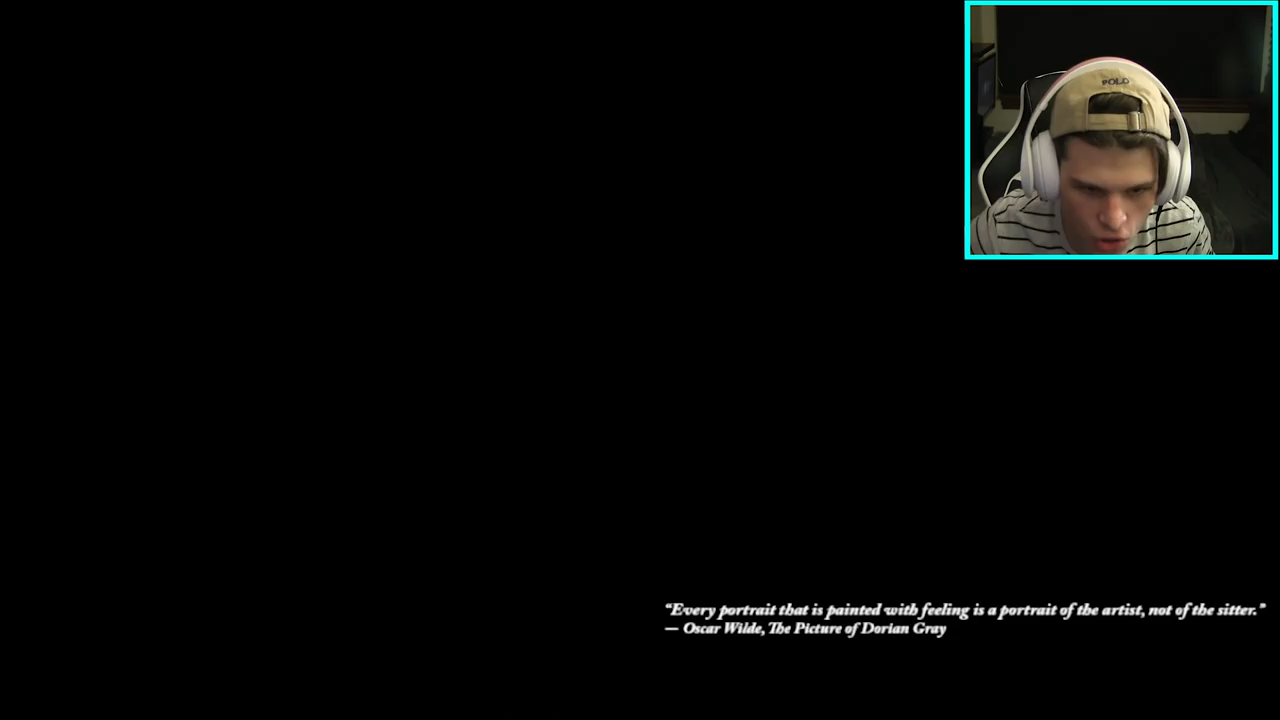 POLO
“Every portrait that is painted with feeling is a portrait of the artist, not of the sitter.”
— Oscar Wilde, The Picture of Dorian Gray